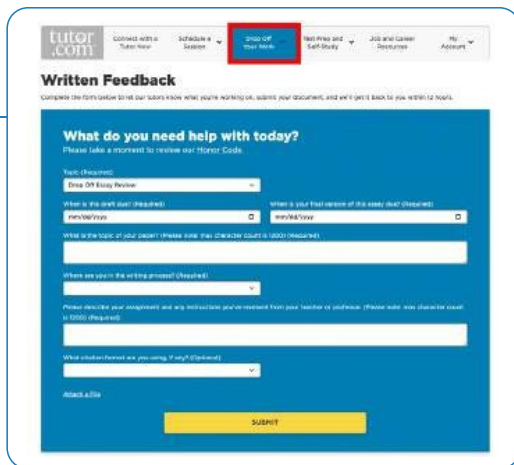 tutor
.com
Connect with a
Tutor Now
Schedule a
Session
Drop Off
Your Work
Test Prep and
Self-Study
Job and Career
Resources
My
Account
Written Feedback
Complete the form below to let our tutors know what you're working on, submit your document, and we'll get it back to you within 12 hours.
What do you need help with today?
Please take a moment to review our Honor Code.
Topic (Required)
Drop Off Essay Review
When is this draft due? (Required)
When is your final version of this essay due? (Required)
mm/dd/yyyy
mm/dd/yyyy
What is the topic of your paper? (Please note: max character count is 1200) (Required)
Where are you in the writing process? (Required)
Please describe your assignment and any instructions you've received from your teacher or professor. (Please note: max character count
is 1200) (Required)
What citation format are you using, if any? (Optional)
Attach a File
SUBMIT